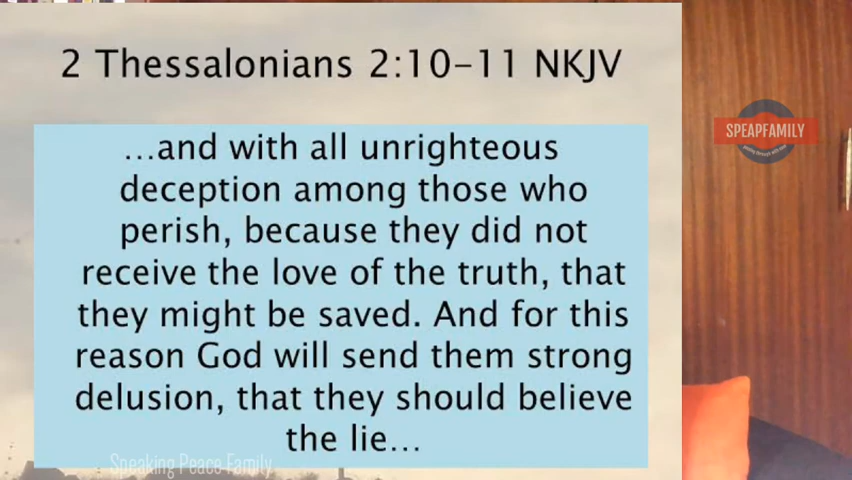 2 Thessalonians 2:10-11 NKJV
...and with all unrighteous
deception among those who
perish, because they did not
receive the love of the truth, that
they might be saved. And for this
reason God will send them strong
delusion, that they should believe
the lie...
Speaking Peace Family
SPEAPFAMILY